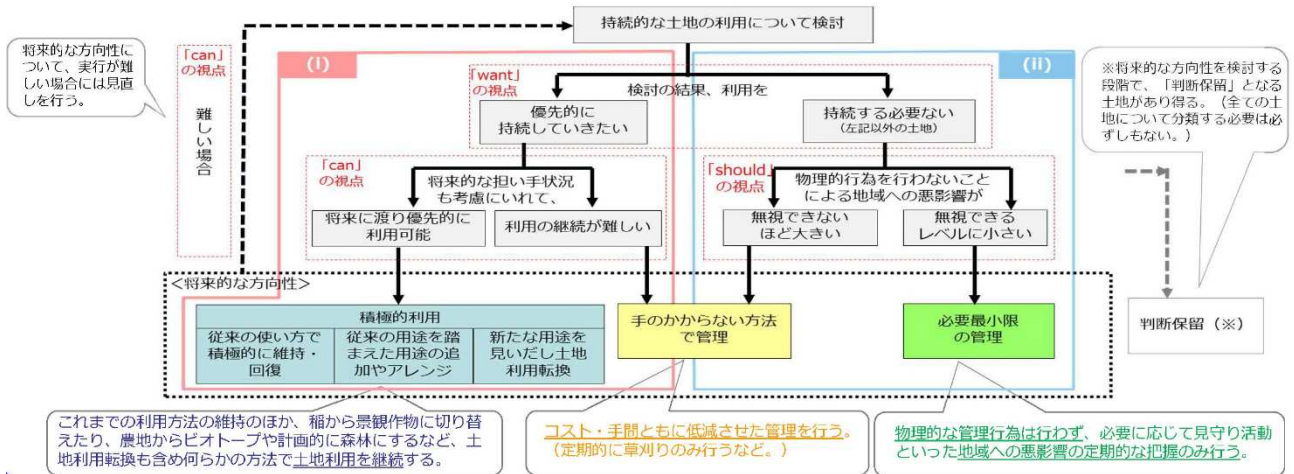 持続的な土地の利用について検討
将来的な方向性に
ついて、実行が難
しい場合には見直
しを行う。
「can」
の視点
難しい場合
(i)
(ii)
「want」
の視点
検討の結果、利用を
優先的に
持続していきたい
持続する必要ない
(左記以外の土地)
※将来的な方向性を検討する
段階で、「判断保留」となる
土地があり得る。（全ての土
地について分類する必要は必
ずしもない。）
「can」
の視点
将来的な担い手状況
も考慮にいれて、
将来に渡り優先的に
利用可能
利用の継続が難しい
「should」
の視点
物理的行為を行わないこと
による地域への悪影響が
無視できない
ほど大きい
無視できる
レベルに小さい
＜将来的な方向性＞
積極的利用
従来の使い方で
積極的に維持・
回復
従来の用途を踏
まえた用途の追
加やアレンジ
新たな用途を
見いだし土地
利用転換
手のかからない方法
で管理
必要最小限
の管理
判断保留（※）
これまでの利用方法の維持のほか、稲から景観作物に切り替
えたり、農地からビオトープや計画的に森林にするなど、土
地利用転換も含め何らかの方法で土地利用を継続する。
コスト・手間ともに低減させた管理を行う。
（定期的に草刈りのみ行うなど。）
物理的な管理行為は行わず、必要に応じて見守り活動
といった地域への悪影響の定期的な把握のみ行う。